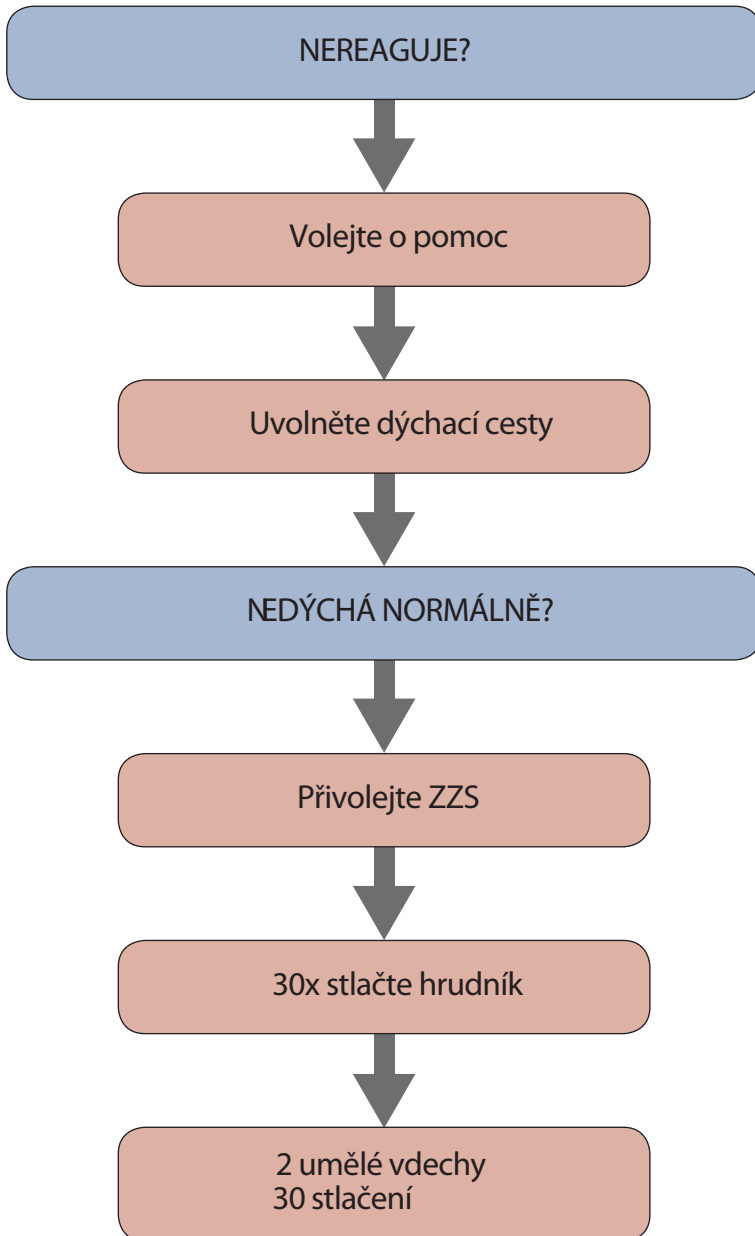 NEREAGUJE?
Volejte o pomoc
Uvolněte dýchací cesty
NEDÝCHÁ NORMÁLNĚ?
Přivolejte ZZS
30x stlačte hrudník
2 umělé vdechy
30 stlačení